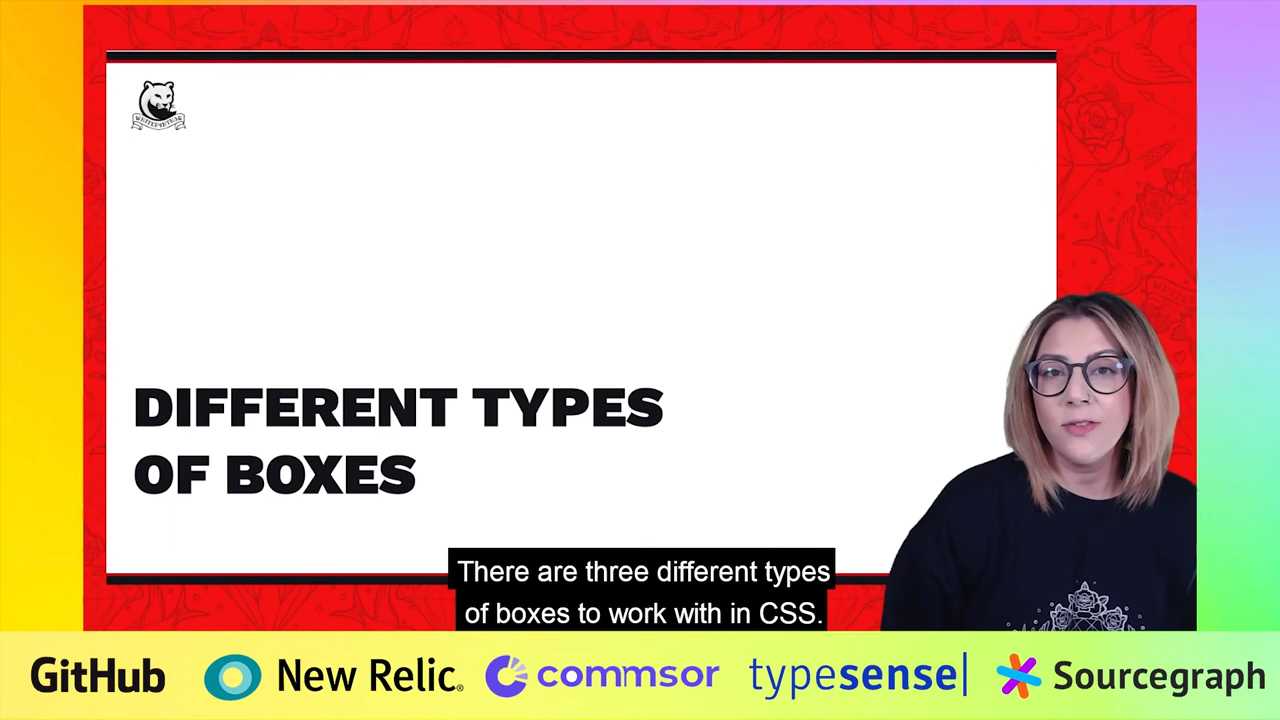 DIFFERENT TYPES
OF BOXES
There are three different types
of boxes to work with in CSS.
GitHub
New Relic®
commsor
typesense|
Sourcegraph